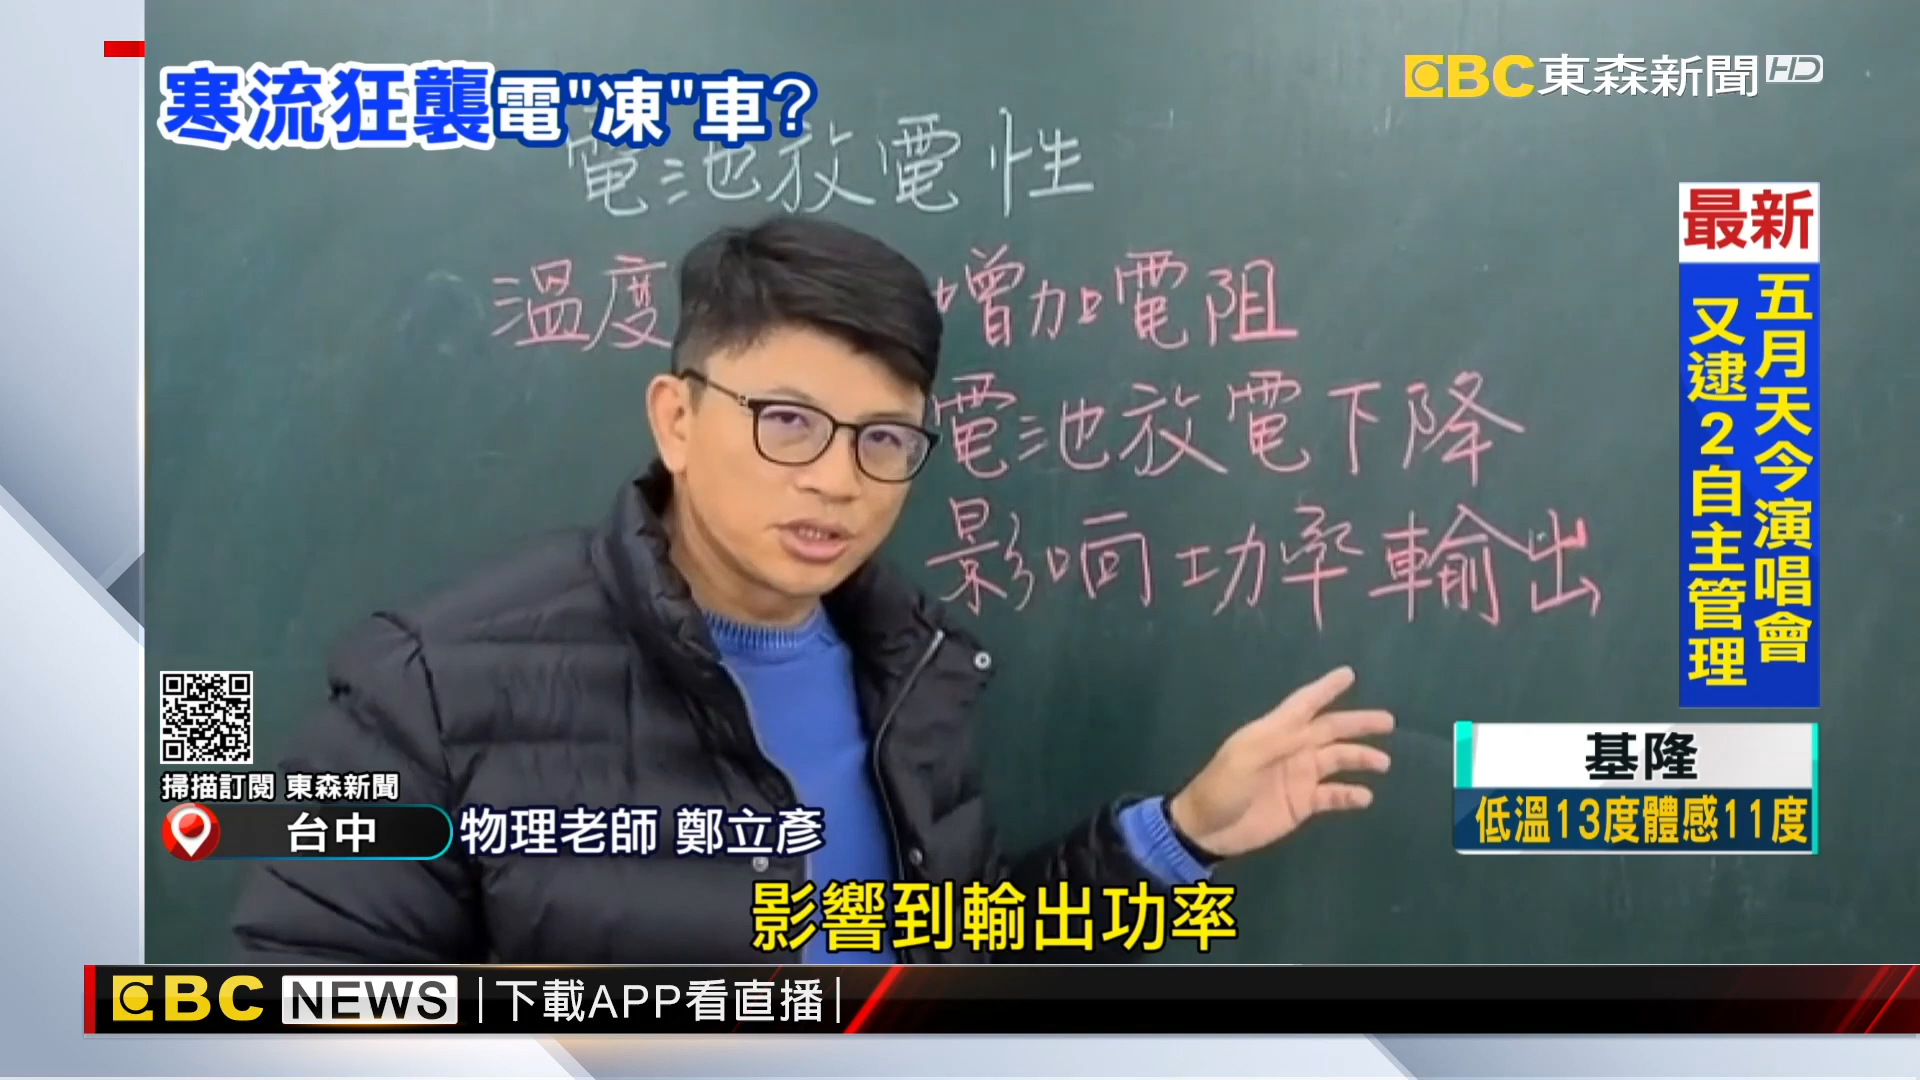 寒流狂襲電"凍"車?
EBC東森新聞HD
電池放電性
溫度
增加電阻
電池放電下降
影响功率輸出
最新
五月天今演唱會
又逮2自主管理
基隆
低溫13度體感11度
掃描訂閱 東森新聞
台中
物理老師 鄭立彥
影響到輸出功率
EBC NEWS
下載APP看直播